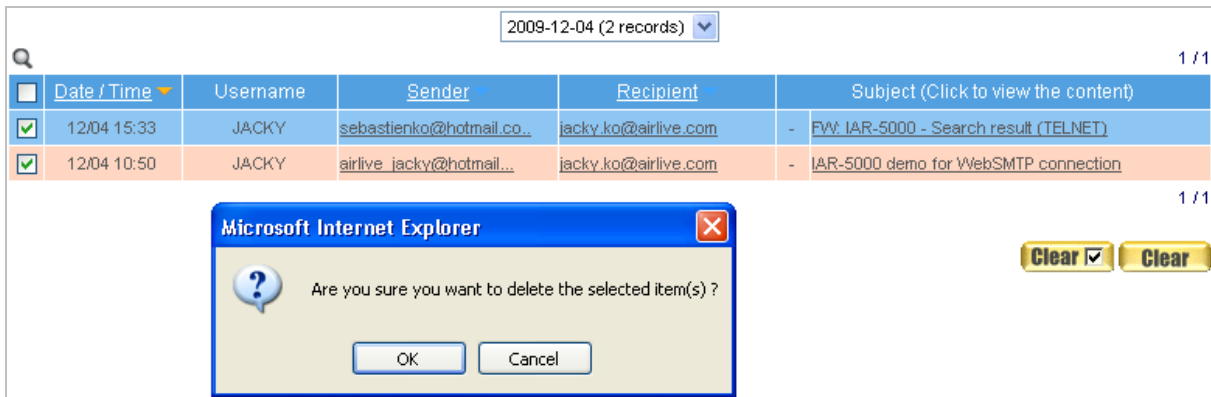 2009-12-04 (2 records)
1 / 1
Date / Time Username Sender Recipient Subject (Click to view the content)
12/04 15:33 JACKY sebastienko@hotmail.co.. jacky.ko@airlive.com - FW: IAR-5000 - Search result (TELNET)
12/04 10:50 JACKY airlive_jacky@hotmail... jacky.ko@airlive.com - IAR-5000 demo for WebSMTP connection
1 / 1
Microsoft Internet Explorer
Clear Clear
Are you sure you want to delete the selected item(s) ?
OK Cancel